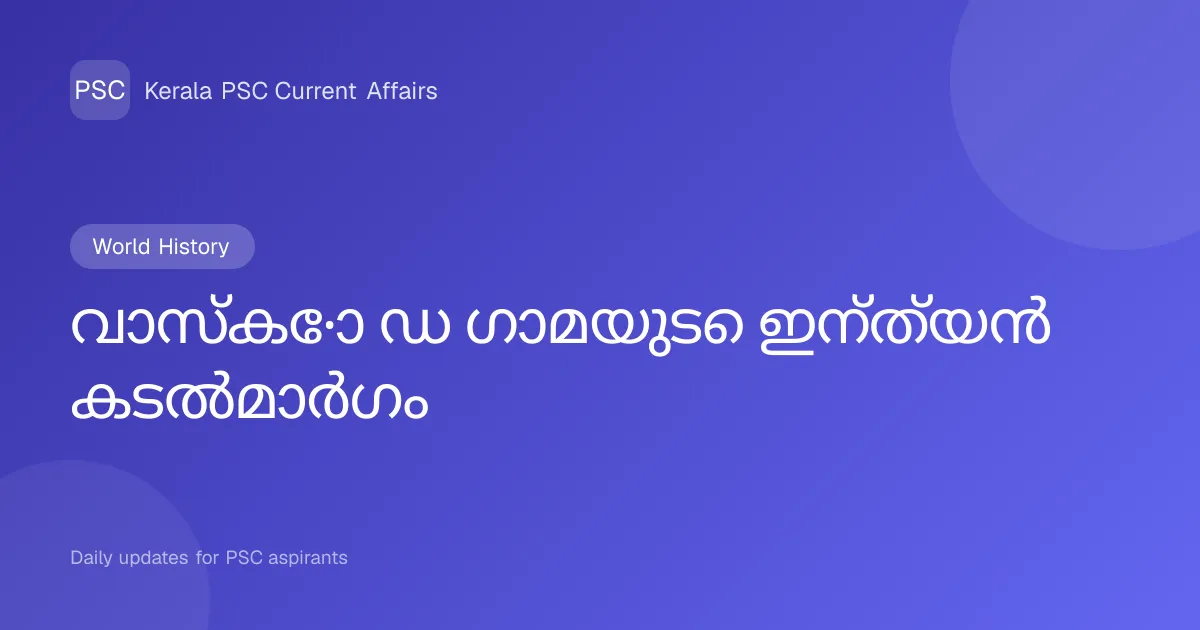 PSC Kerala PSC Current Affairs
World History
വാസ്കോ ഡ ഗാമയുടെ ഇന്ത്യൻ
കടൽമാർഗം
Daily updates for PSC aspirants